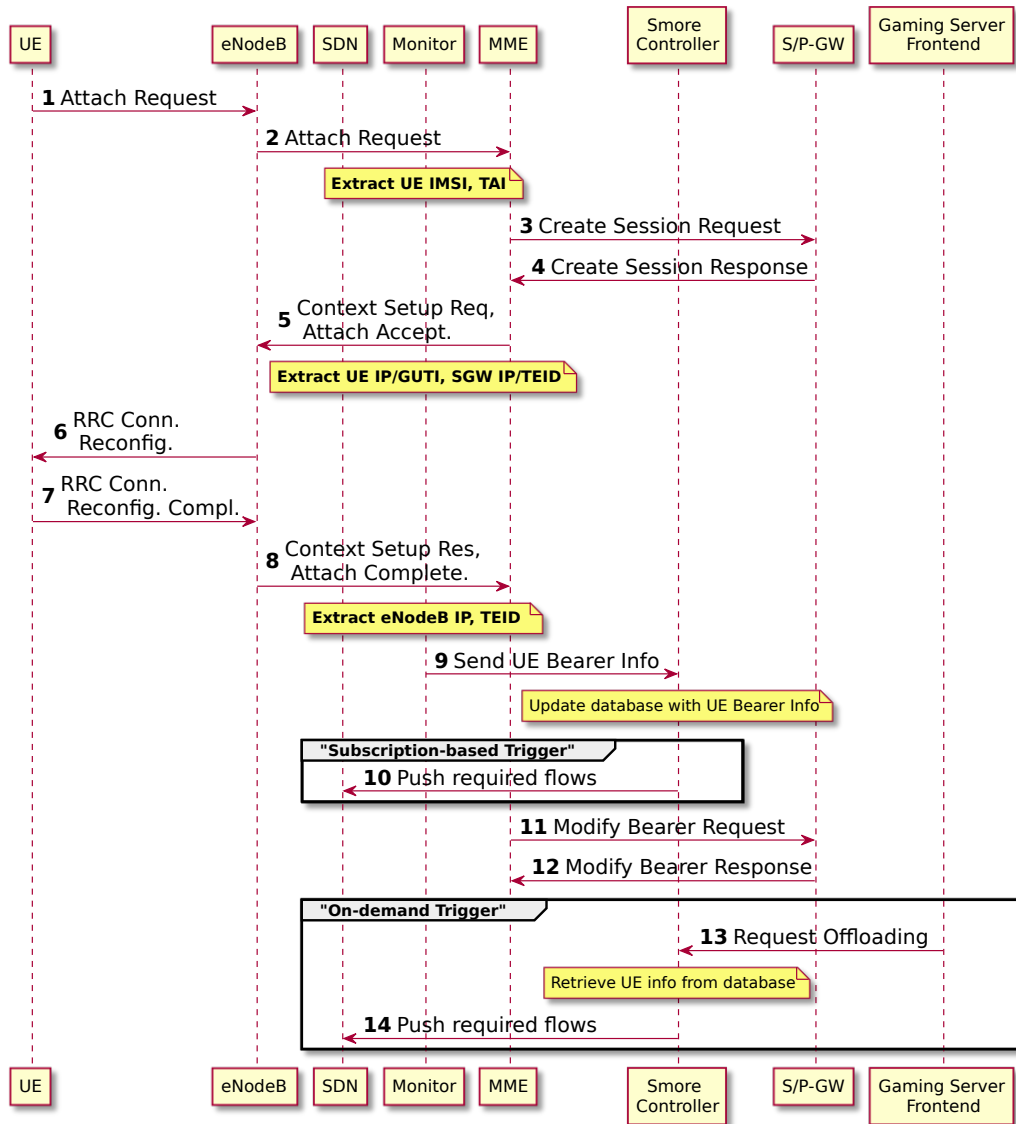 UE
eNodeB
SDN
Monitor
MME
Smore
Controller
S/P-GW
Gaming Server
Frontend
1 Attach Request
2 Attach Request
Extract UE IMSI, TAI
3 Create Session Request
4 Create Session Response
5 Context Setup Req,
Attach Accept.
Extract UE IP/GUTI, SGW IP/TEID
6 RRC Conn.
Reconfig.
7 RRC Conn.
Reconfig. Compl.
8 Context Setup Res,
Attach Complete.
Extract eNodeB IP, TEID
9 Send UE Bearer Info
Update database with UE Bearer Info
"Subscription-based Trigger"
10 Push required flows
11 Modify Bearer Request
12 Modify Bearer Response
"On-demand Trigger"
13 Request Offloading
Retrieve UE info from database
14 Push required flows
UE
eNodeB
SDN
Monitor
MME
Smore
Controller
S/P-GW
Gaming Server
Frontend